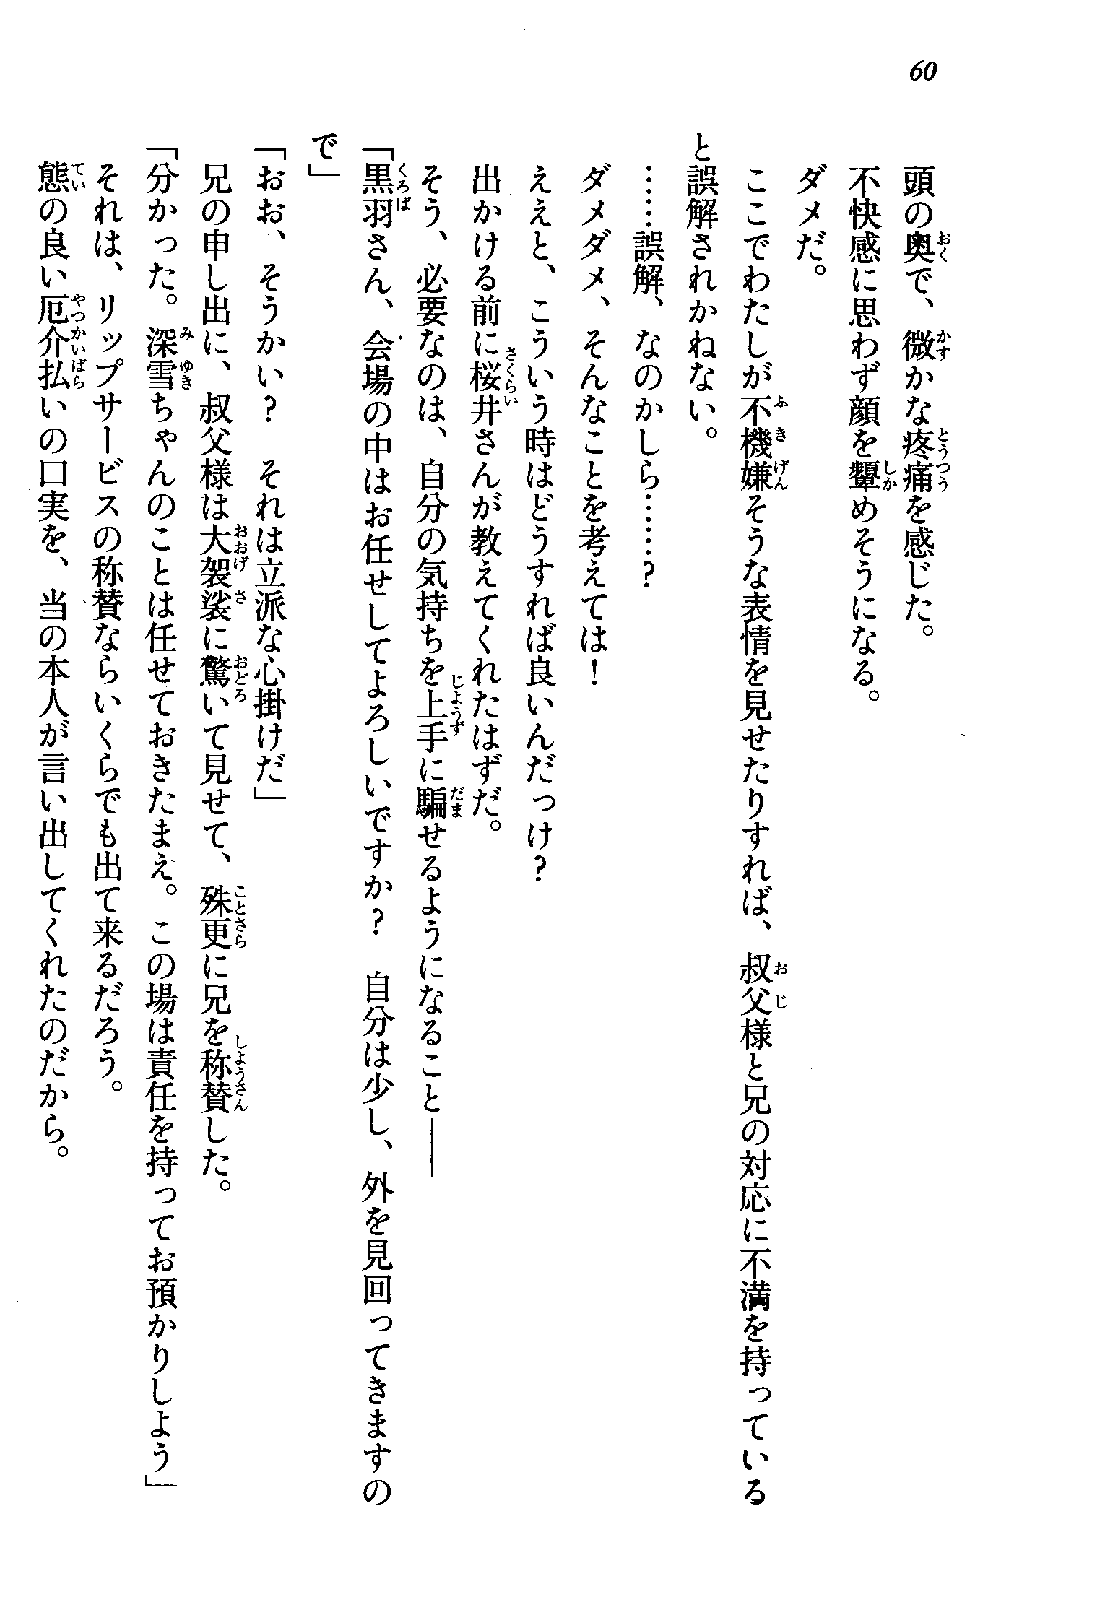 60
頭の奥で、微かな疼痛を感じた。
不快感に思わず顔を顰めそうになる。
ダメだ。
ここでわたしが不機嫌そうな表情を見せたりすれば、叔父様と兄の対応に不満を持っている
と誤解されかねない。
……誤解、なのかしら……?
ダメダメ、そんなことを考えては!
ええと、こういう時はどうすれば良いんだっけ?
出かける前に桜井さんが教えてくれたはずだ。
そう、必要なのは、自分の気持ちを上手に騙せるようになること――
「黒羽さん、会場の中はお任せしてよろしいですか? 自分は少し、外を見回ってきますの
で」
「おお、そうかい? それは立派な心掛けだ」
兄の申し出に、叔父様は大袈裟に驚いて見せて、殊更に兄を称賛した。
「分かった。深雪ちゃんのことは任せておきたまえ。この場は責任を持ってお預かりしよう」
それは、リップサービスの称賛ならいくらでも出て来るだろう。
態の良い厄介払いの口実を、当の本人が言い出してくれたのだから。